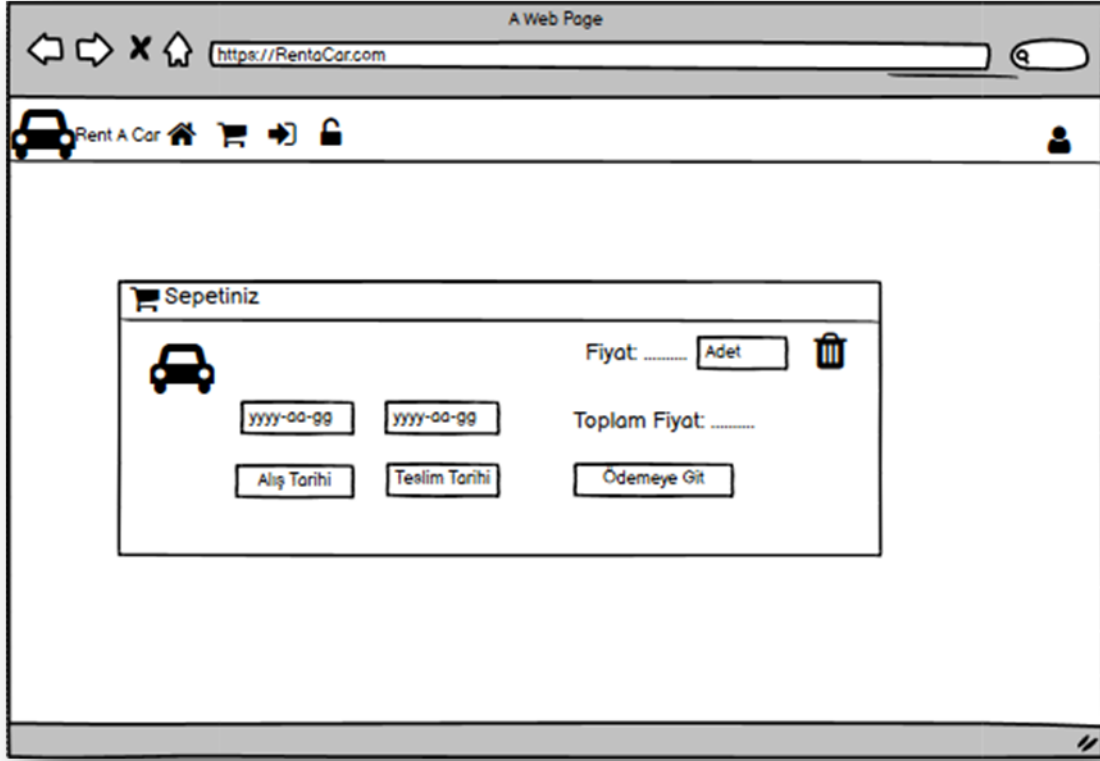 A Web Page
https://RentaCar.com
Rent A Car
Sepetiniz
Fiyat: .......... Adet
yyyy-aa-gg yyyy-aa-gg Toplam Fiyat: ..........
Alış Tarihi Teslim Tarihi Ödemeye Git